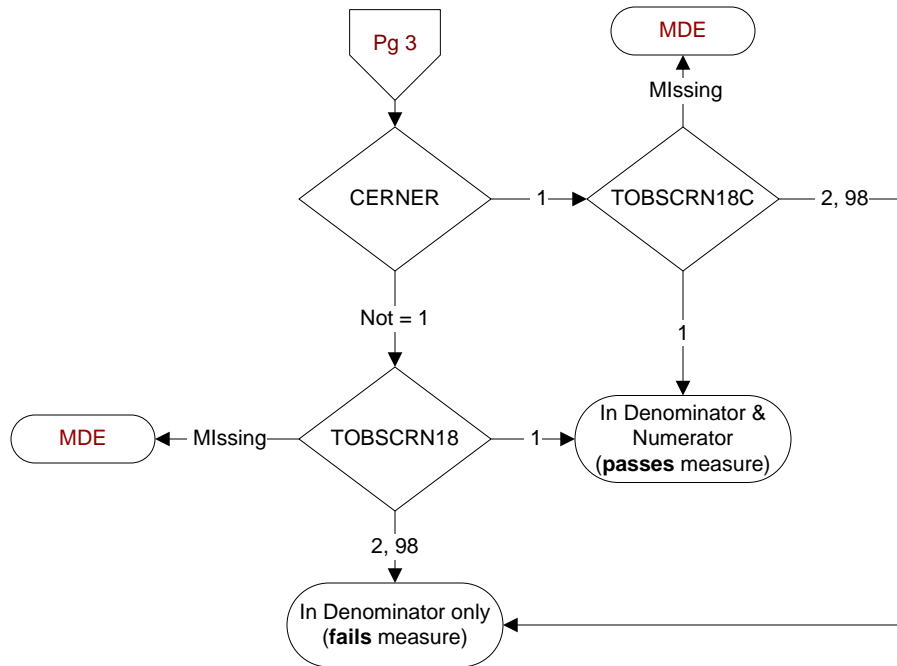 Pg 3
MDE
MIssing
CERNER
1
TOBSCRN18C
2, 98
Not = 1
1
MDE
MIssing
TOBSCRN18
1
In Denominator &
Numerator
(passes measure)
2, 98
In Denominator only
(fails measure)